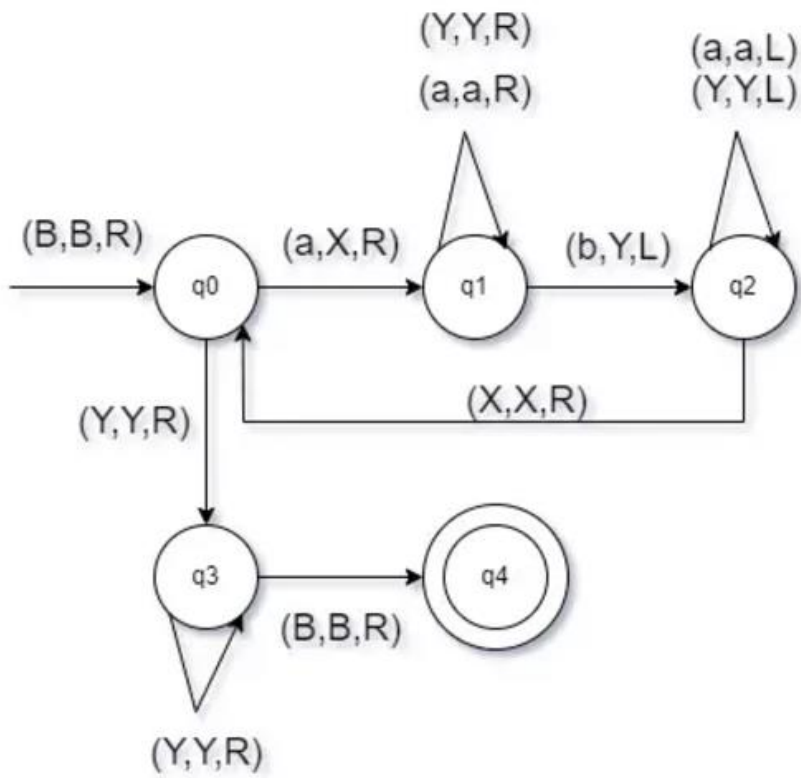 (Y,Y,R)
(a,a,R)
(a,a,L)
(Y,Y,L)
(B,B,R)
(a,X,R)
(b,Y,L)
q0
q1
q2
(X,X,R)
(Y,Y,R)
q3
q4
(B,B,R)
(Y,Y,R)